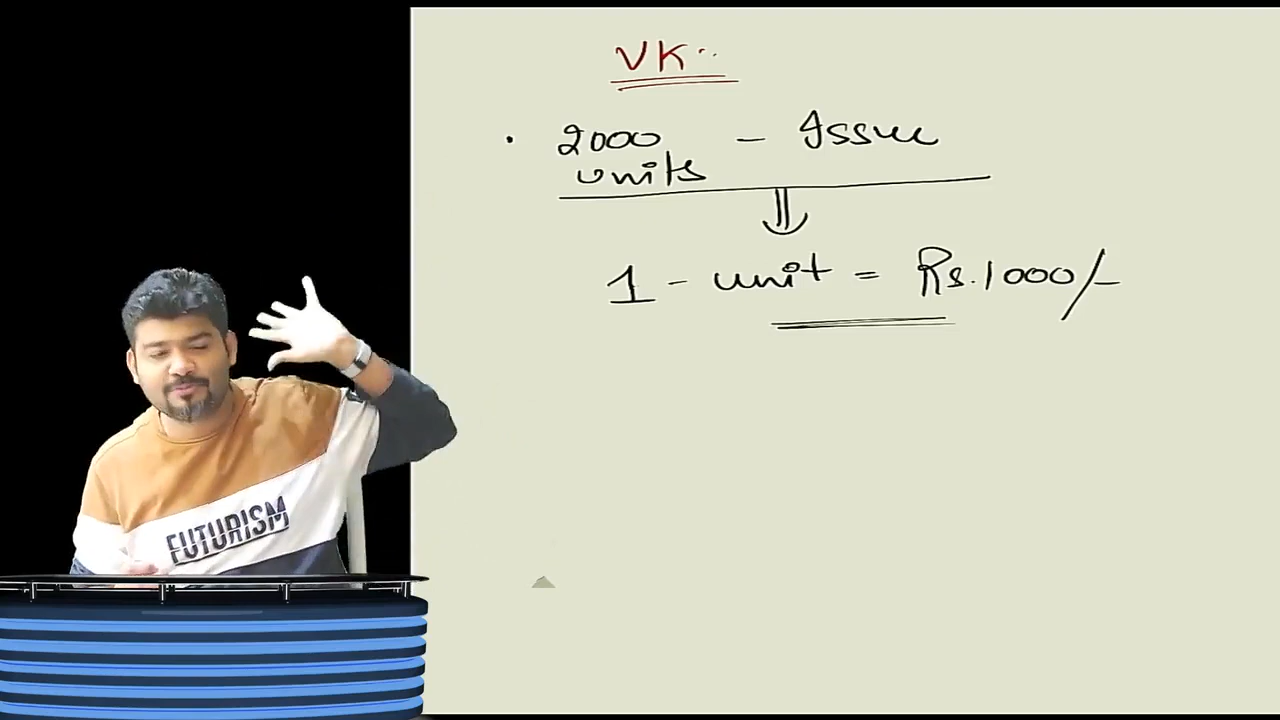 VK..
. 2000 - Issue
units
1 - unit = Rs.1000/-
FUTURISM